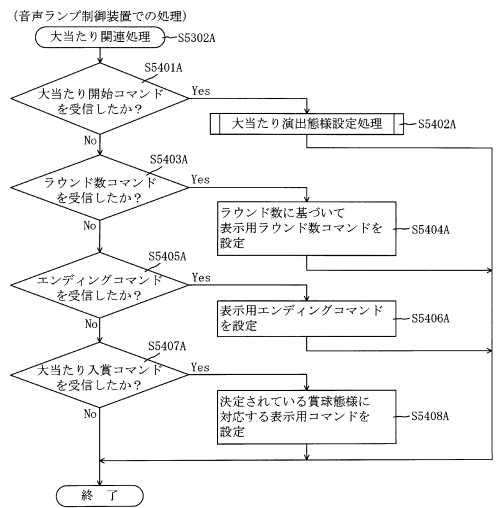 (音声ランプ制御装置での処理)
大当たり関連処理
S5302A
S5401A
大当たり開始コマンド
を受信したか?
Yes
No
大当たり演出態様設定処理
S5402A
S5403A
ラウンド数コマンド
を受信したか?
Yes
No
ラウンド数に基づいて
表示用ラウンド数コマンドを
設定
S5404A
S5405A
エンディングコマンド
を受信したか?
Yes
No
表示用エンディングコマンド
を設定
S5406A
S5407A
大当たり入賞コマンド
を受信したか?
Yes
No
決定されている賞球態様に
対応する表示用コマンドを
設定
S5408A
終 了